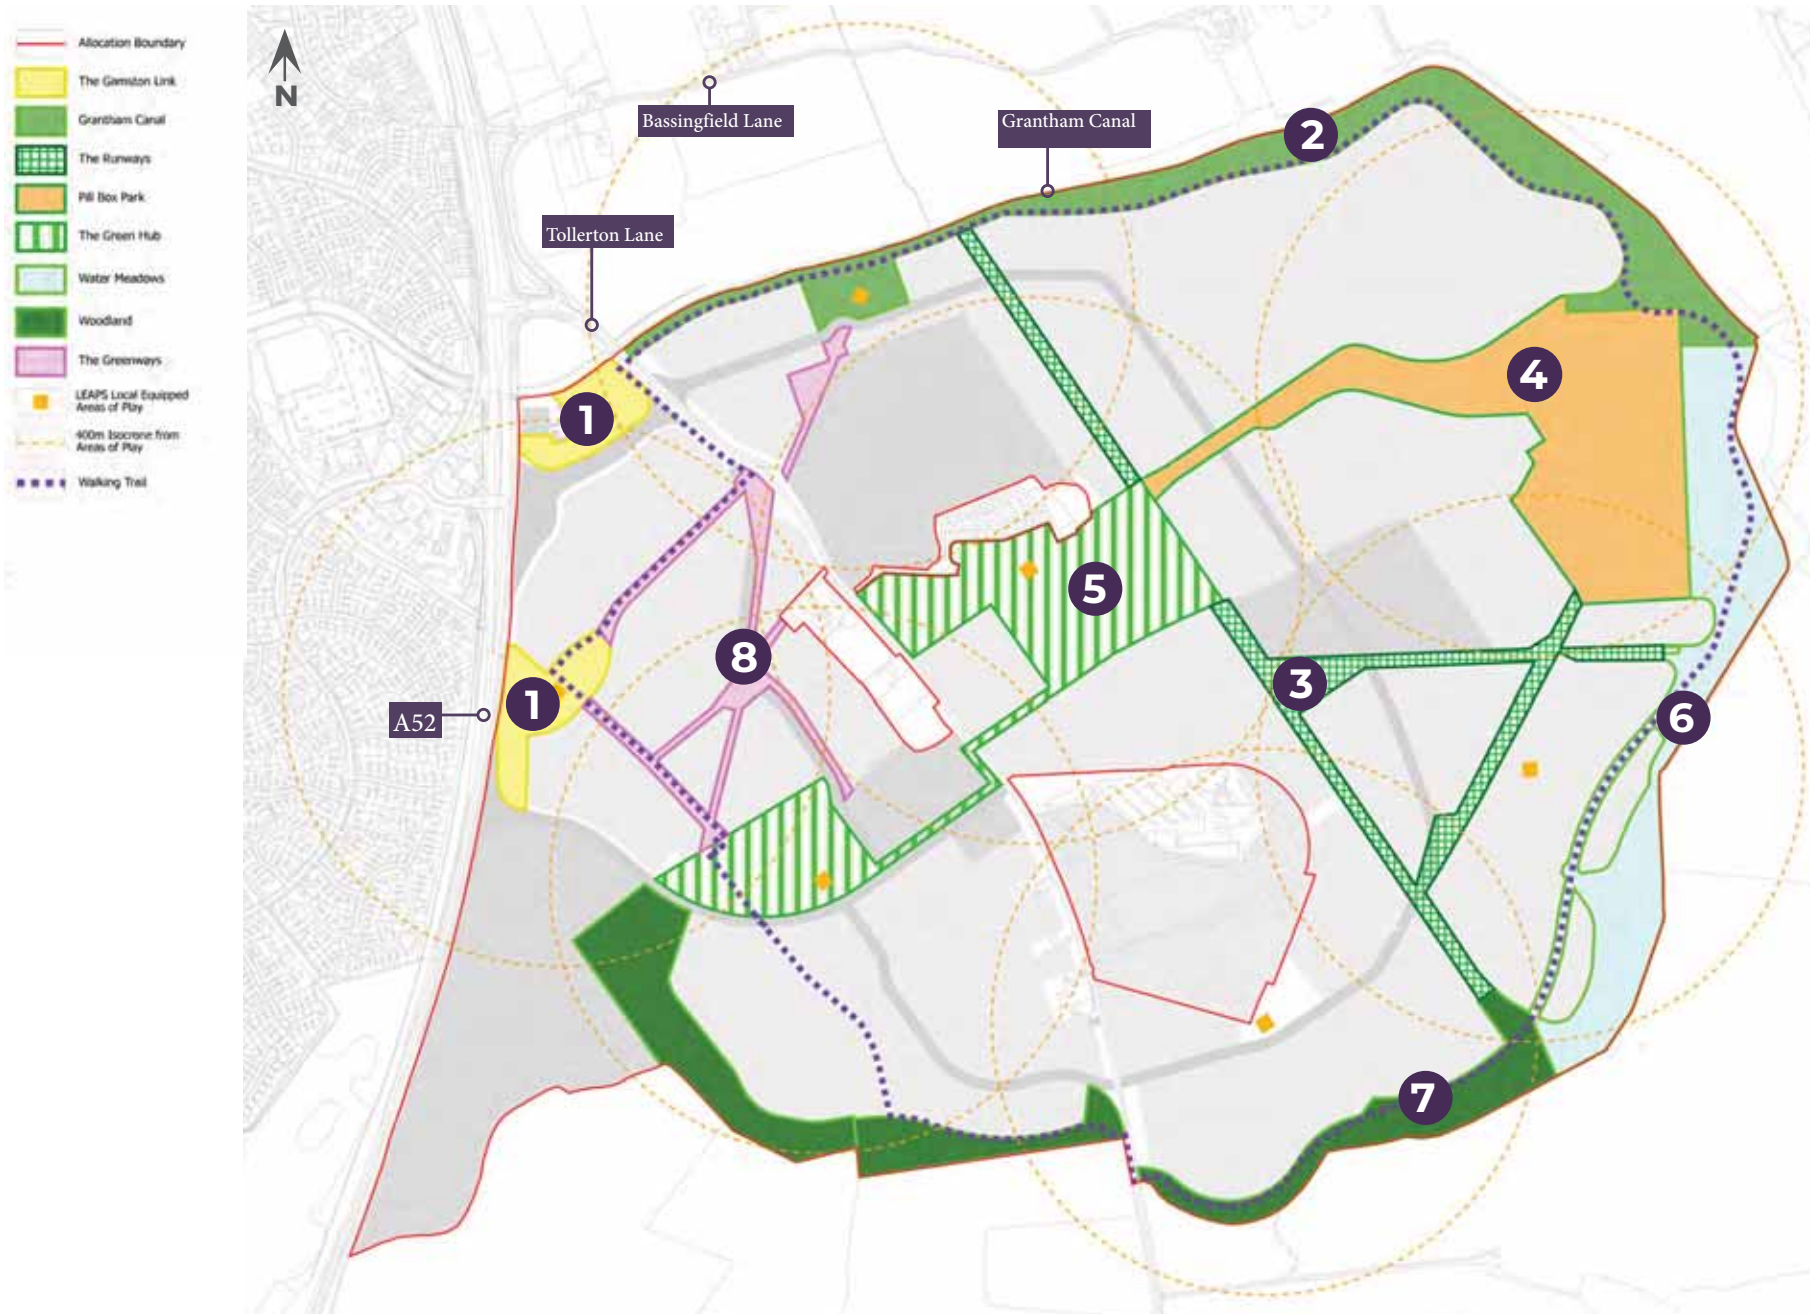 Allocation Boundary
The Gamston Link
Grantham Canal
The Runways
Pill Box Park
The Green Hub
Water Meadows
Woodland
The Greenways
LEAPS Local Equipped
Areas of Play
400m Isocrone from
Areas of Play
Walking Trail
N
Bassingfield Lane
Grantham Canal
Tollerton Lane
A52
1
2
3
4
5
6
7
8
1